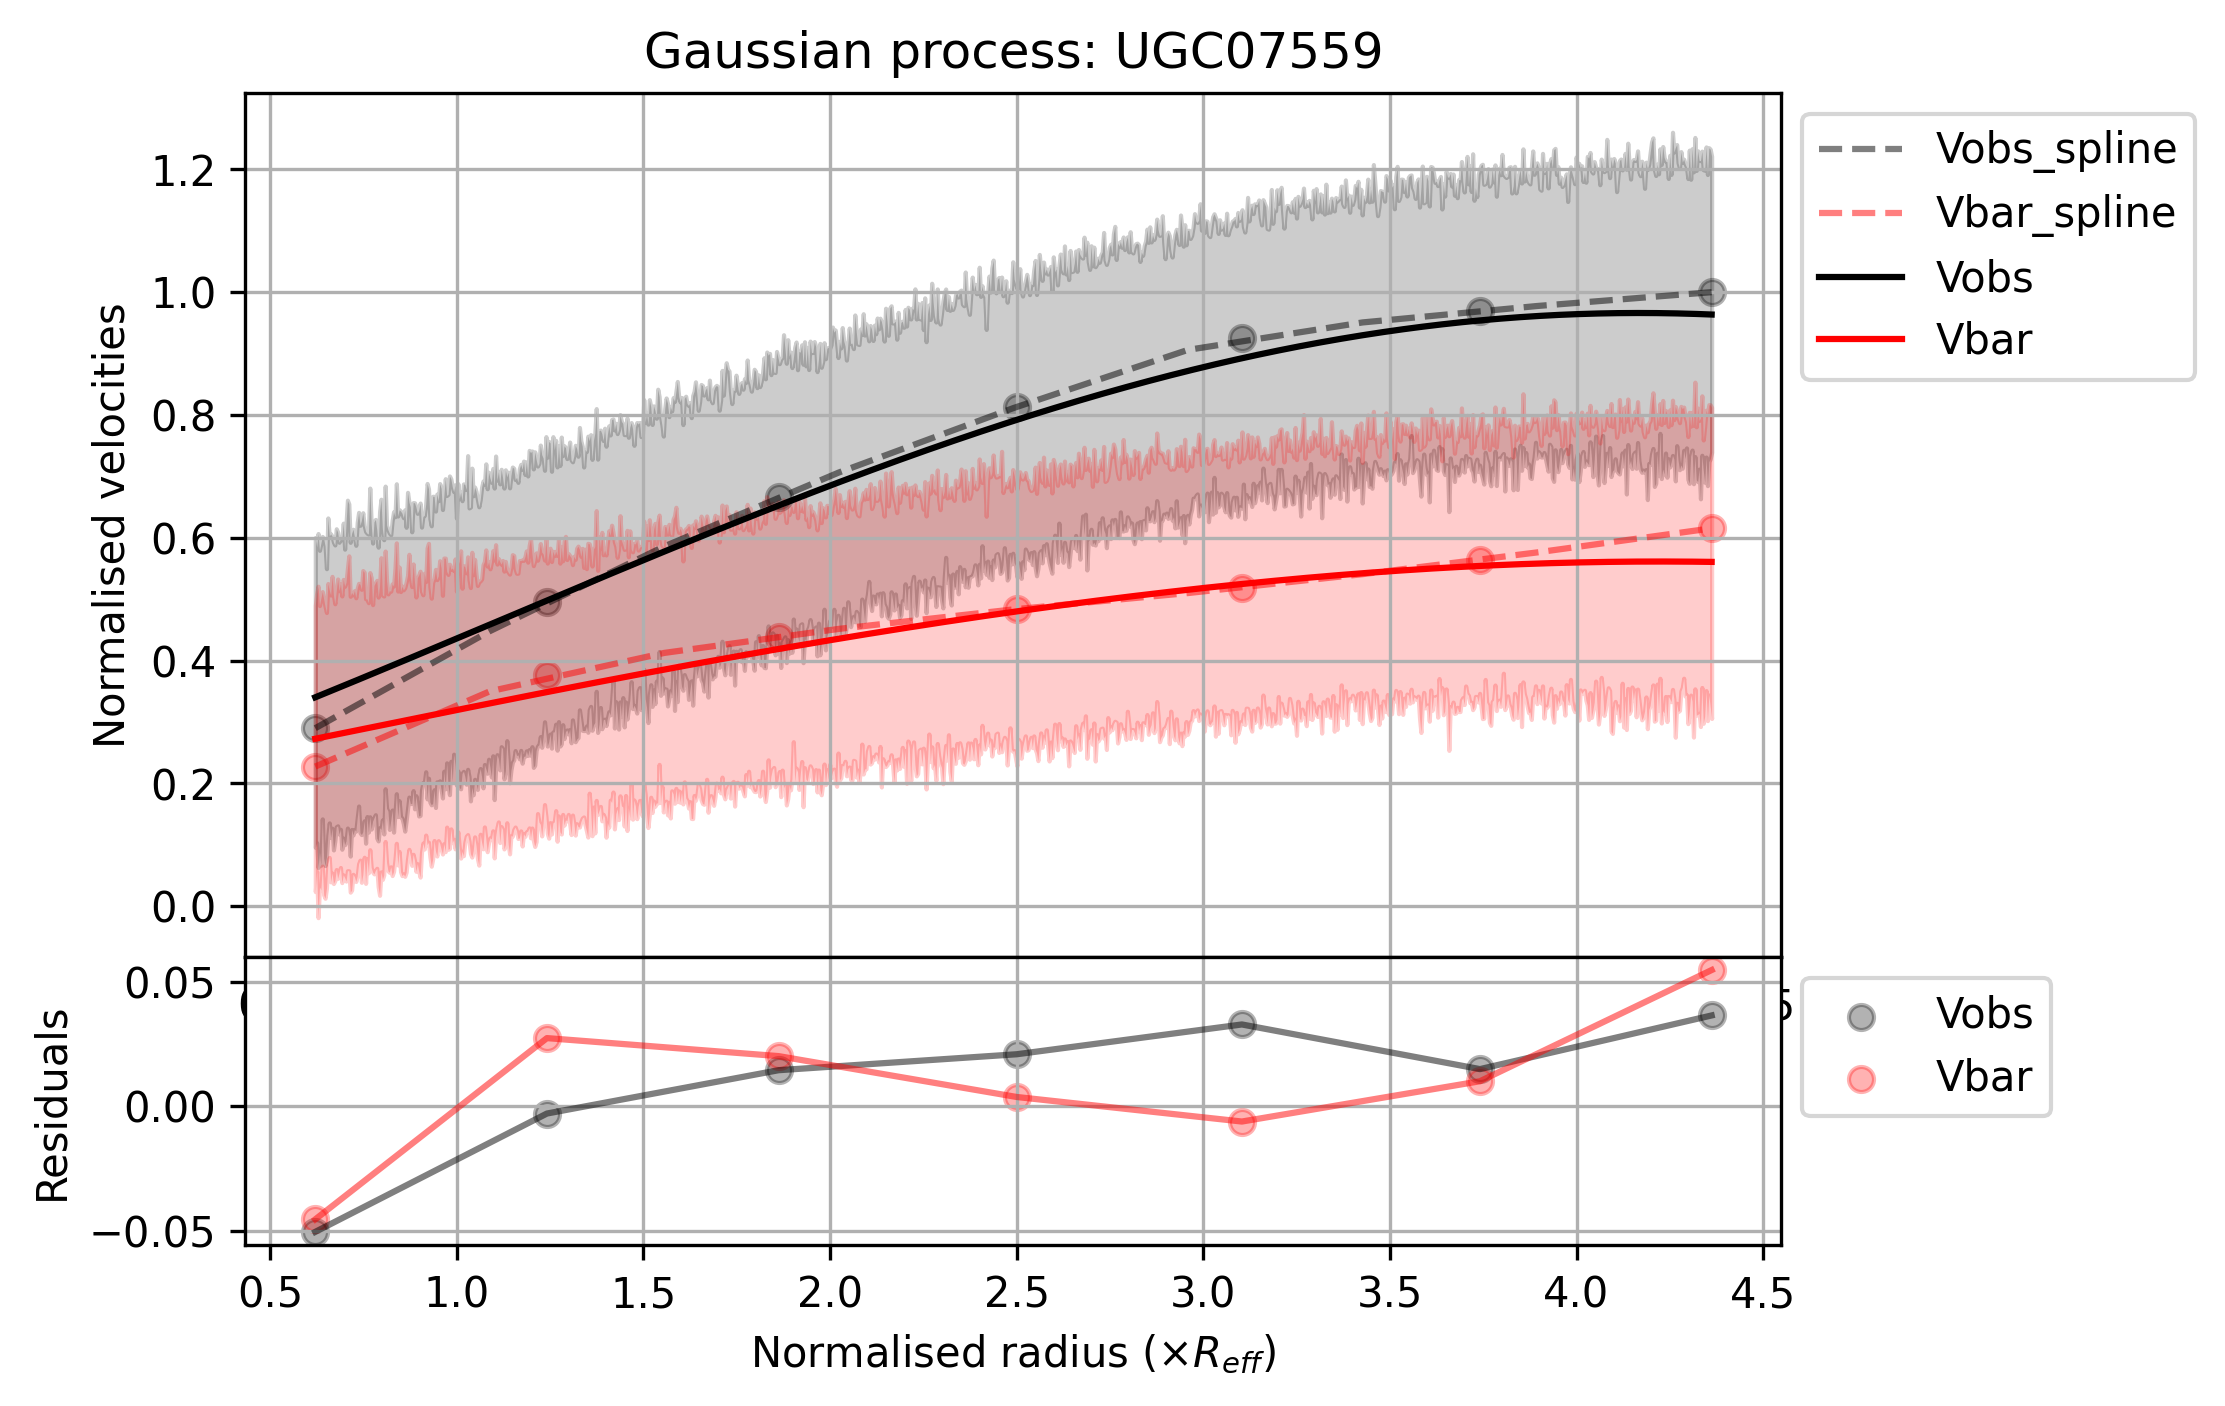 Gaussian process: UGC07559
Normalised velocities
1.2
1.0
0.8
0.6
0.4
0.2
0.0
Vobs_spline
Vbar_spline
Vobs
Vbar
Residuals
0.05
0.00
−0.05
Vobs
Vbar
0.5 1.0 1.5 2.0 2.5 3.0 3.5 4.0 4.5
Normalised radius (×R_eff)